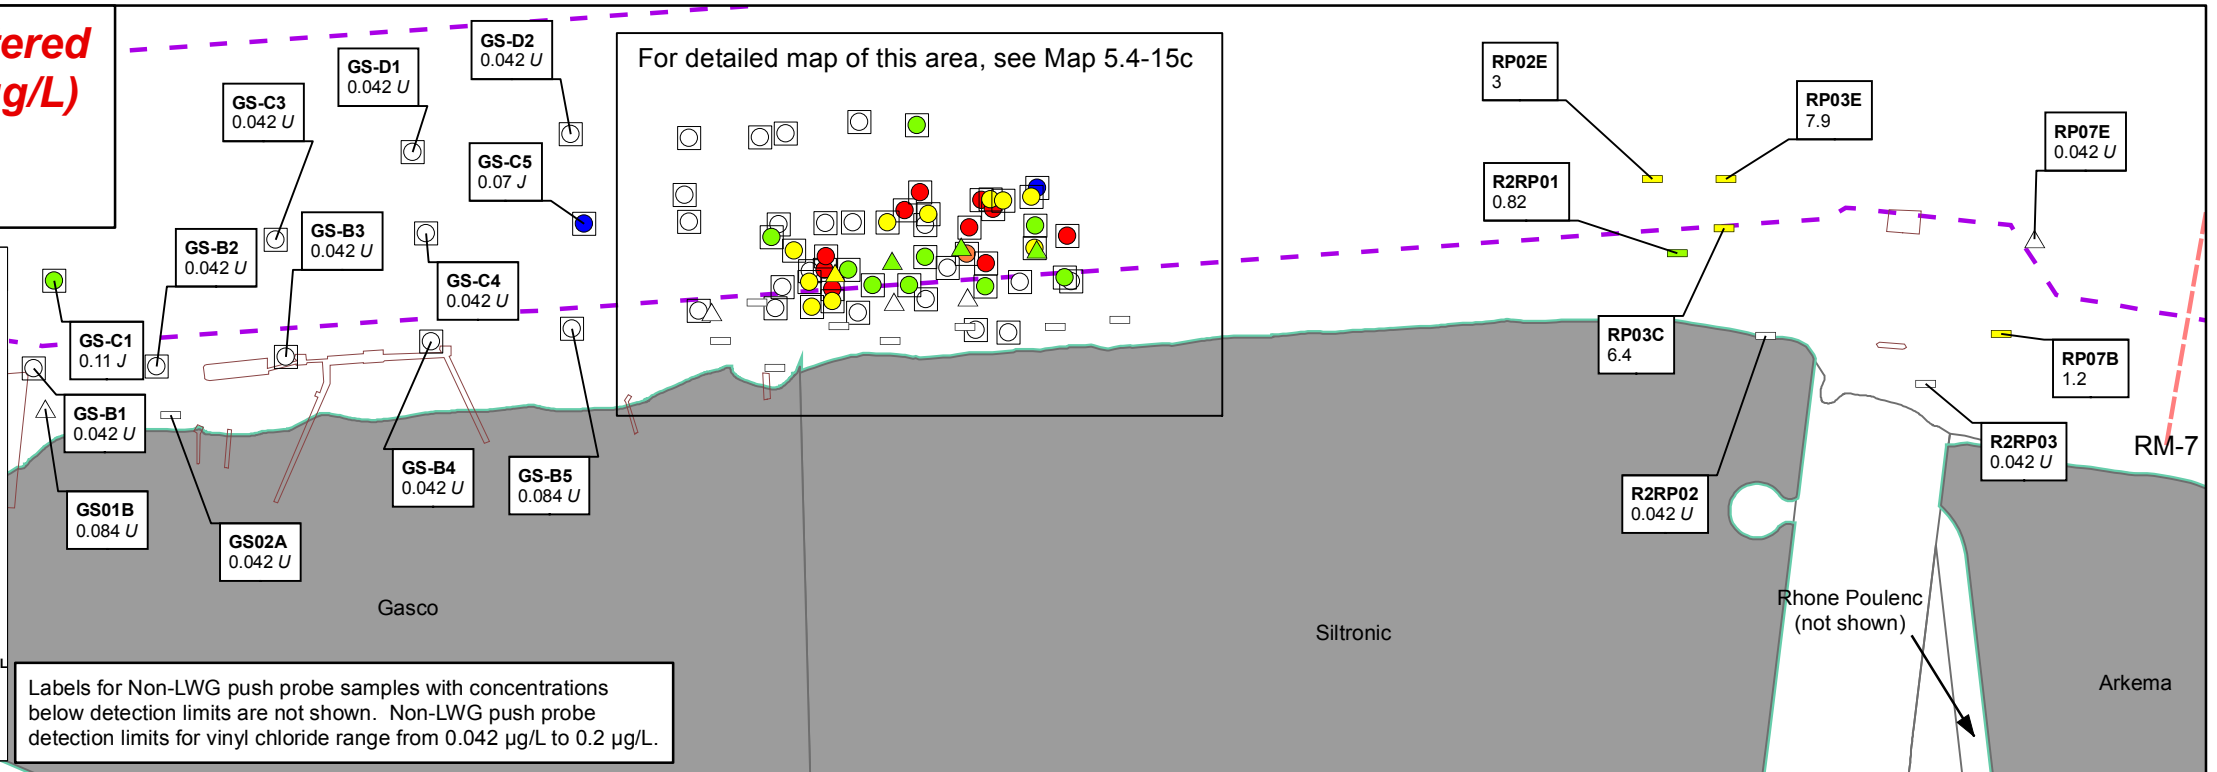 ered
g/L)
GS-D2
0.042 U
GS-D1
0.042 U
GS-C3
0.042 U
GS-C5
0.07 J
GS-B3
0.042 U
GS-B2
0.042 U
GS-C4
0.042 U
GS-C1
0.11 J
GS-B1
0.042 U
GS01B
0.084 U
GS02A
0.042 U
GS-B4
0.042 U
GS-B5
0.084 U
For detailed map of this area, see Map 5.4-15c
RP02E
3
RP03E
7.9
RP07E
0.042 U
R2RP01
0.82
RP03C
6.4
RP07B
1.2
R2RP03
0.042 U
R2RP02
0.042 U
RM-7
Gasco
Siltronic
Rhone Poulenc
(not shown)
Arkema
L
Labels for Non-LWG push probe samples with concentrations
below detection limits are not shown.  Non-LWG push probe
detection limits for vinyl chloride range from 0.042 µg/L to 0.2 µg/L.